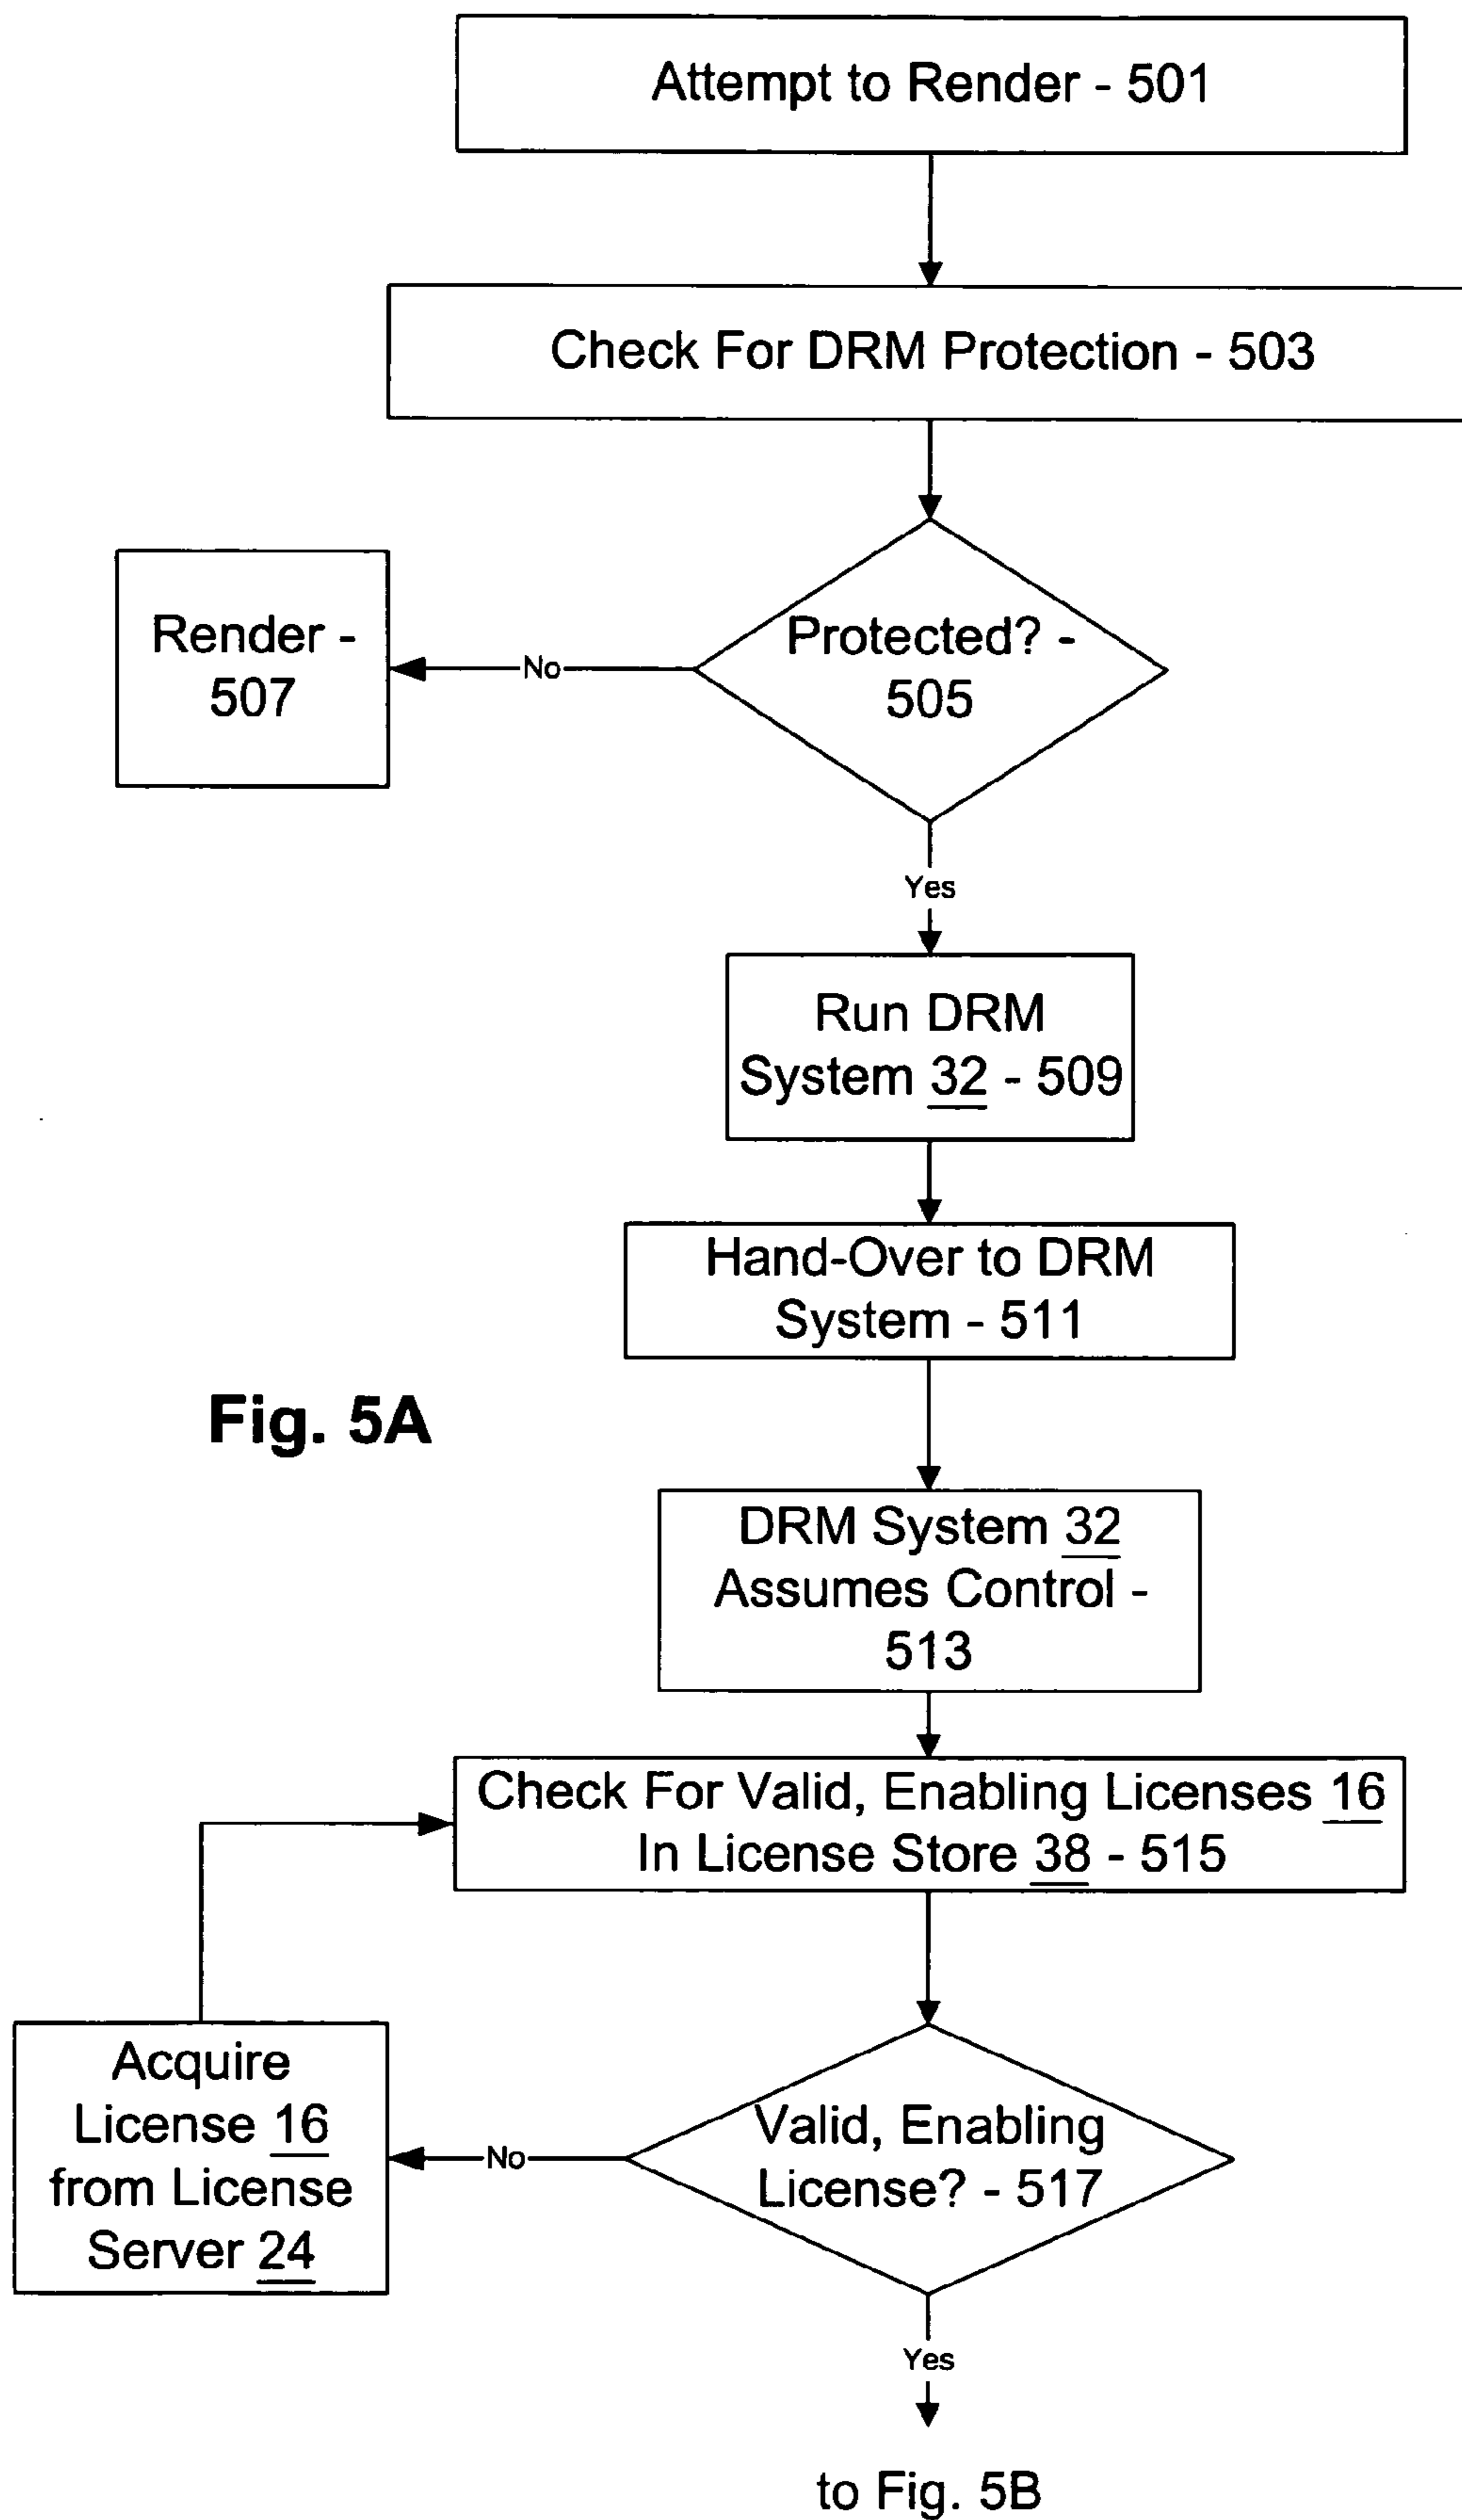 Attempt to Render - 501
Check For DRM Protection - 503
Protected? -
505
No
Render -
507
Yes
Run DRM
System 32 - 509
Hand-Over to DRM
System - 511
Fig. 5A
DRM System 32
Assumes Control -
513
Check For Valid, Enabling Licenses 16
In License Store 38 - 515
Valid, Enabling
License? - 517
No
Acquire
License 16
from License
Server 24
Yes
to Fig. 5B